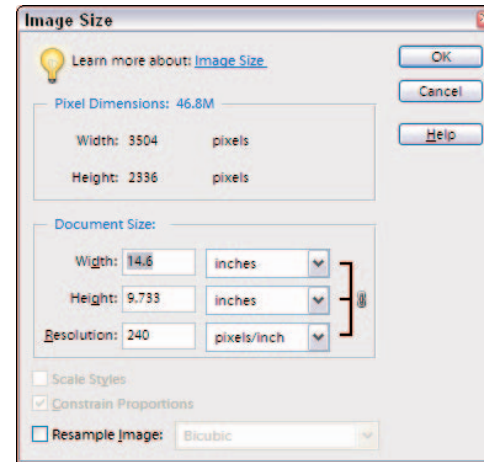 Image Size
Learn more about: Image Size
OK
Cancel
Help
Pixel Dimensions: 46.8M
Width: 3504 pixels
Height: 2336 pixels
Document Size:
Width: 14.6 inches
Height: 9.733 inches
Resolution: 240 pixels/inch
Scale Styles
Constrain Proportions
Resample Image: Bicubic